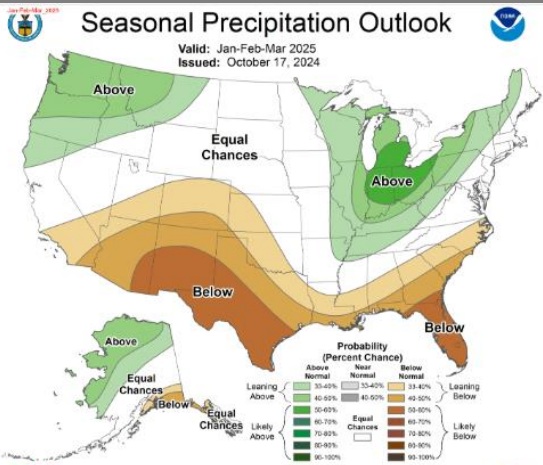 Jan-Feb-Mar, 2025
Seasonal Precipitation Outlook
Valid: Jan-Feb-Mar 2025
Issued: October 17, 2024
noaa
Above
Equal
Chances
Above
Below
Below
Above
Equal
Chances
Below
Equal
Chances
Probability
(Percent Chance)
Above
Normal
Near
Normal
Below
Normal
Leaning
Above
33-40%
33-40%
33-40%
Leaning
Below
40-50%
40-50%
40-50%
Likely
Above
50-60%
60-70%
70-80%
80-90%
90-100%
Equal
Chances
50-60%
60-70%
70-80%
80-90%
90-100%
Likely
Below